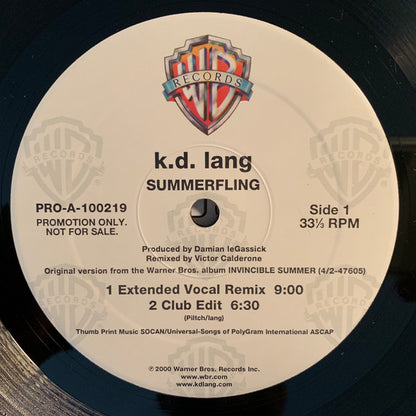 WB
RECORDS
k.d. lang
SUMMERFLING
PRO-A-100219
PROMOTION ONLY.
NOT FOR SALE.
Side 1
33⅓ RPM
Produced by Damian leGassick
Remixed by Victor Calderone
Original version from the Warner Bros. album INVINCIBLE SUMMER (4/2-47605)
1 Extended Vocal Remix 9:00
2 Club Edit 6:30
(Piltch/lang)
Thumb Print Music SOCAN/Universal-Songs of PolyGram International ASCAP
℗ 2000 Warner Bros. Records Inc.
www.wbr.com
www.kdlang.com